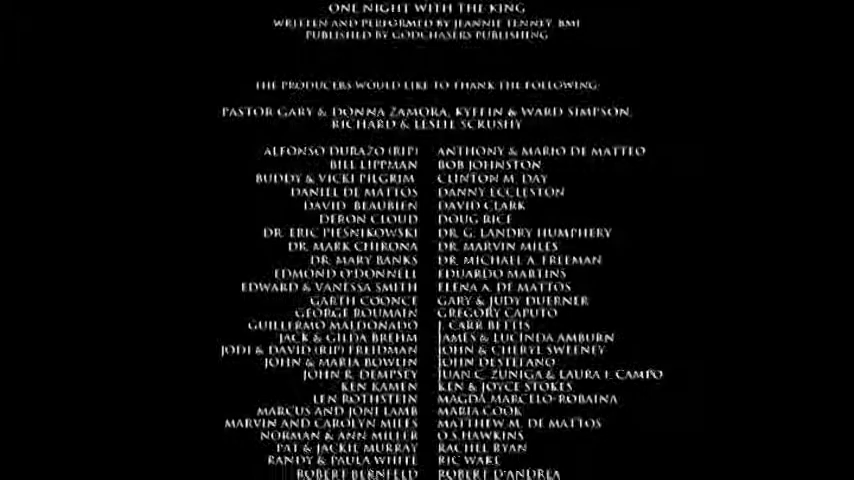 ONE NIGHT WITH THE KING
WRITTEN AND PERFORMED BY JEANNIE TENNEY, BMI
PUBLISHED BY GODCHASERS PUBLISHING
THE PRODUCERS WOULD LIKE TO THANK THE FOLLOWING:
PASTOR GARY & DONNA ZAMORA, KYFFIN & WARD SIMPSON,
RICHARD & LESLIE SCRUSHY
ALFONSO DURAZO (RIP) ANTHONY & MARIO DE MATTEO
BILL LIPPMAN BOB JOHNSTON
BUDDY & VICKI PILGRIM CLINTON M. DAY
DANIEL DE MATTOS DANNY ECCLESTON
DAVID BEAUBIEN DAVID CLARK
DERON CLOUD DOUG RICE
DR. ERIC PIESNIKOWSKI DR. G. LANDRY HUMPHERY
DR. MARK CHIRONA DR. MARVIN MILES
DR. MARY BANKS DR. MICHAEL A. FREEMAN
EDMOND O'DONNELL EDUARDO MARTINS
EDWARD & VANESSA SMITH ELENA A. DE MATTOS
GARTH COONCE GARY & JUDY DUERNER
GEORGE ROUMAIN GREGORY CAPUTO
GUILLERMO MALDONADO J. CARR BETTIS
JACK & GILDA BREHM JAMES & LUCINDA AMBURN
JODI & DAVID (RIP) FREIDMAN JOHN & CHERYL SWEENEY
JOHN & MARIA BOWLIN JOHN DESTEFANO
JOHN R. DEMPSEY JUAN C. ZUNIGA & LAURA I. CAMPO
KEN KAMEN KEN & JOYCE STOKES
LEN ROTHSTEIN MAGDA MARCELO-ROBAINA
MARCUS AND JONI LAMB MARIA COOK
MARVIN AND CAROLYN MILES MATTHEW M. DE MATTOS
NORMAN & ANN MILLER O.S. HAWKINS
PAT & JACKIE MURRAY RACHEL RYAN
RANDY & PAULA WHITE RIC WAKE
ROBERT BERNFELD ROBERT D'ANDREA